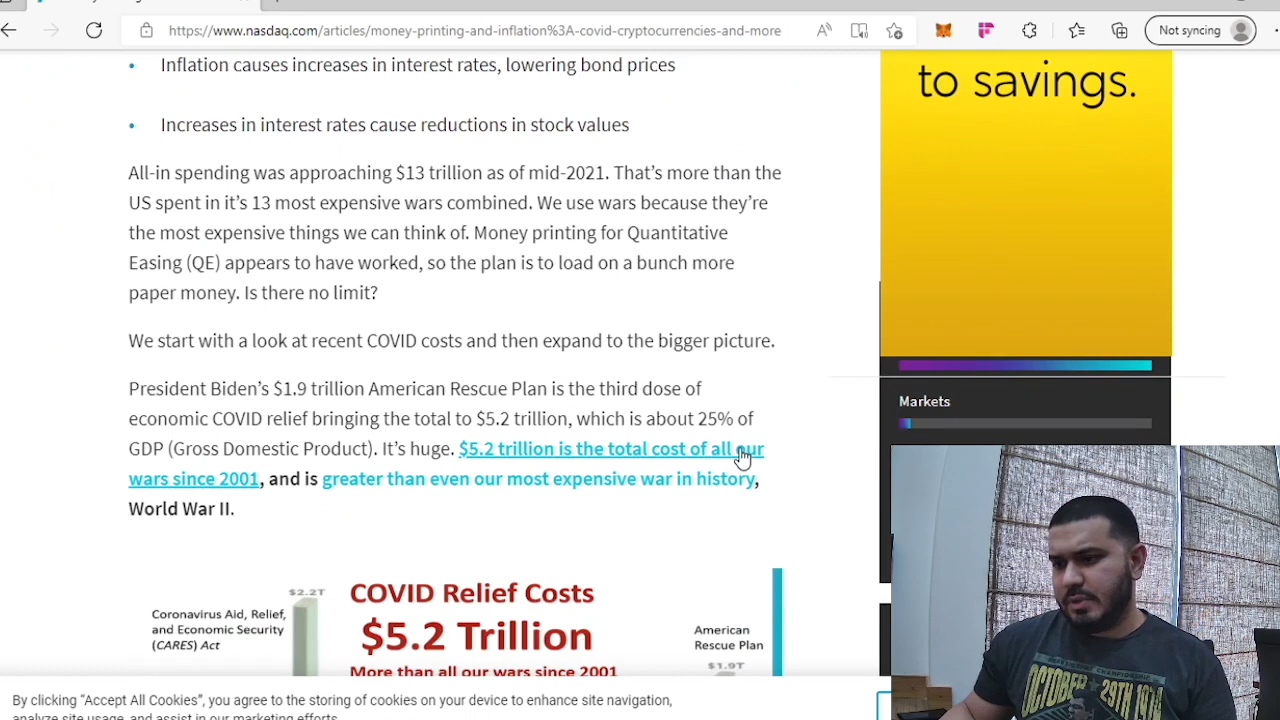 https://www.nasdaq.com/articles/money-printing-and-inflation%3A-covid-cryptocurrencies-and-more
Not syncing
• Inflation causes increases in interest rates, lowering bond prices
• Increases in interest rates cause reductions in stock values
All-in spending was approaching $13 trillion as of mid-2021. That's more than the
US spent in it's 13 most expensive wars combined. We use wars because they're
the most expensive things we can think of. Money printing for Quantitative
Easing (QE) appears to have worked, so the plan is to load on a bunch more
paper money. Is there no limit?
We start with a look at recent COVID costs and then expand to the bigger picture.
President Biden's $1.9 trillion American Rescue Plan is the third dose of
economic COVID relief bringing the total to $5.2 trillion, which is about 25% of
GDP (Gross Domestic Product). It's huge. $5.2 trillion is the total cost of all our
wars since 2001, and is greater than even our most expensive war in history,
World War II.
$2.2T
Coronavirus Aid, Relief,
and Economic Security
(CARES) Act
COVID Relief Costs
$5.2 Trillion
More than all our wars since 2001
American
Rescue Plan
$1.9T
By clicking “Accept All Cookies”, you agree to the storing of cookies on your device to enhance site navigation,
analyze site usage, and assist in our marketing efforts.
to savings.
Markets
OCTOBER 29TH